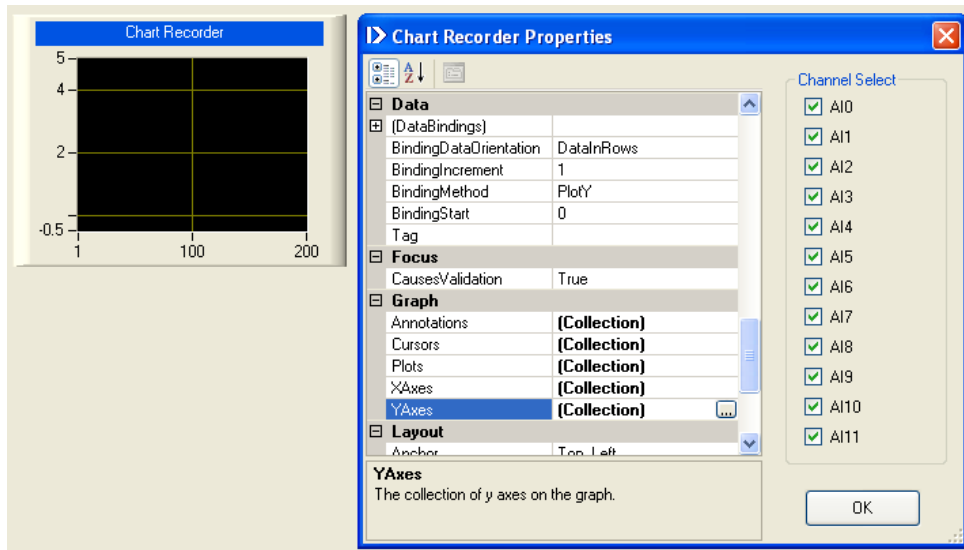 Chart Recorder
5
4
2
-0.5
1 100 200
Chart Recorder Properties
Data
(DataBindings)
BindingDataOrientation DataInRows
BindingIncrement 1
BindingMethod PlotY
BindingStart 0
Tag
Focus
CausesValidation True
Graph
Annotations (Collection)
Cursors (Collection)
Plots (Collection)
XAxes (Collection)
YAxes (Collection) ...
Layout
Anchor Top, Left
YAxes
The collection of y axes on the graph.
Channel Select
AI0
AI1
AI2
AI3
AI4
AI5
AI6
AI7
AI8
AI9
AI10
AI11
OK